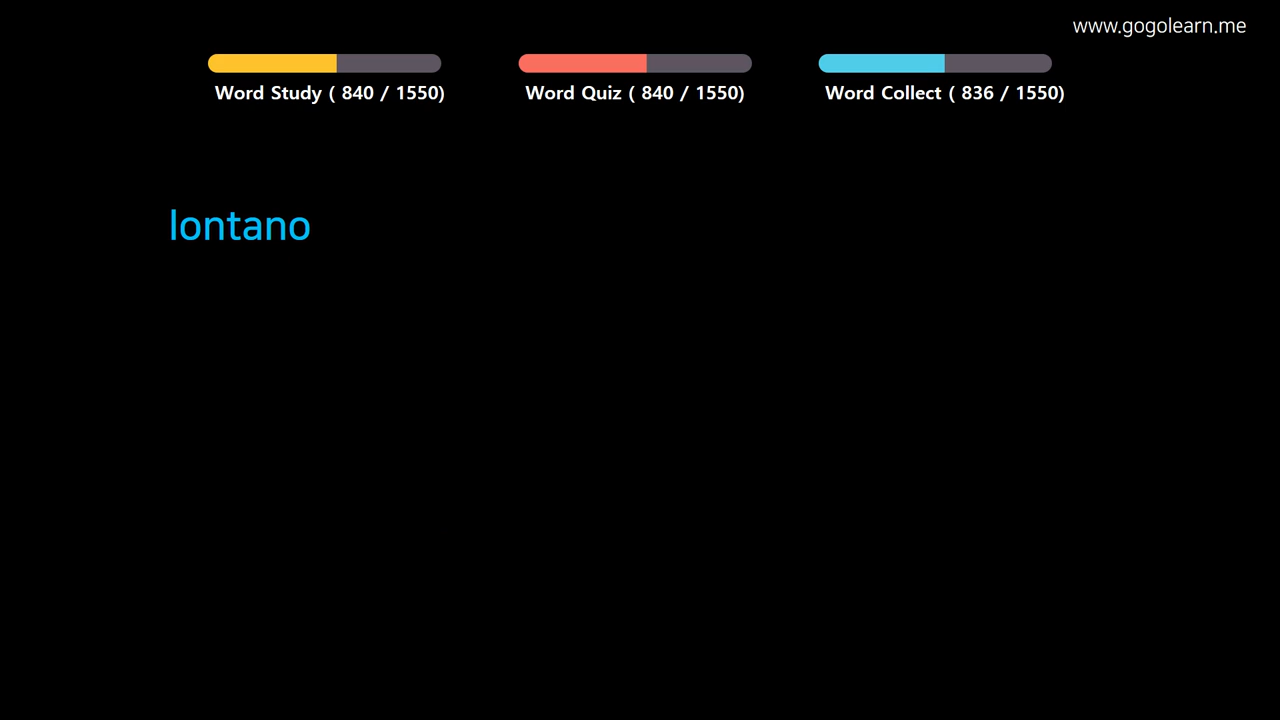 www.gogolearn.me
Word Study ( 840 / 1550)
Word Quiz ( 840 / 1550)
Word Collect ( 836 / 1550)
lontano